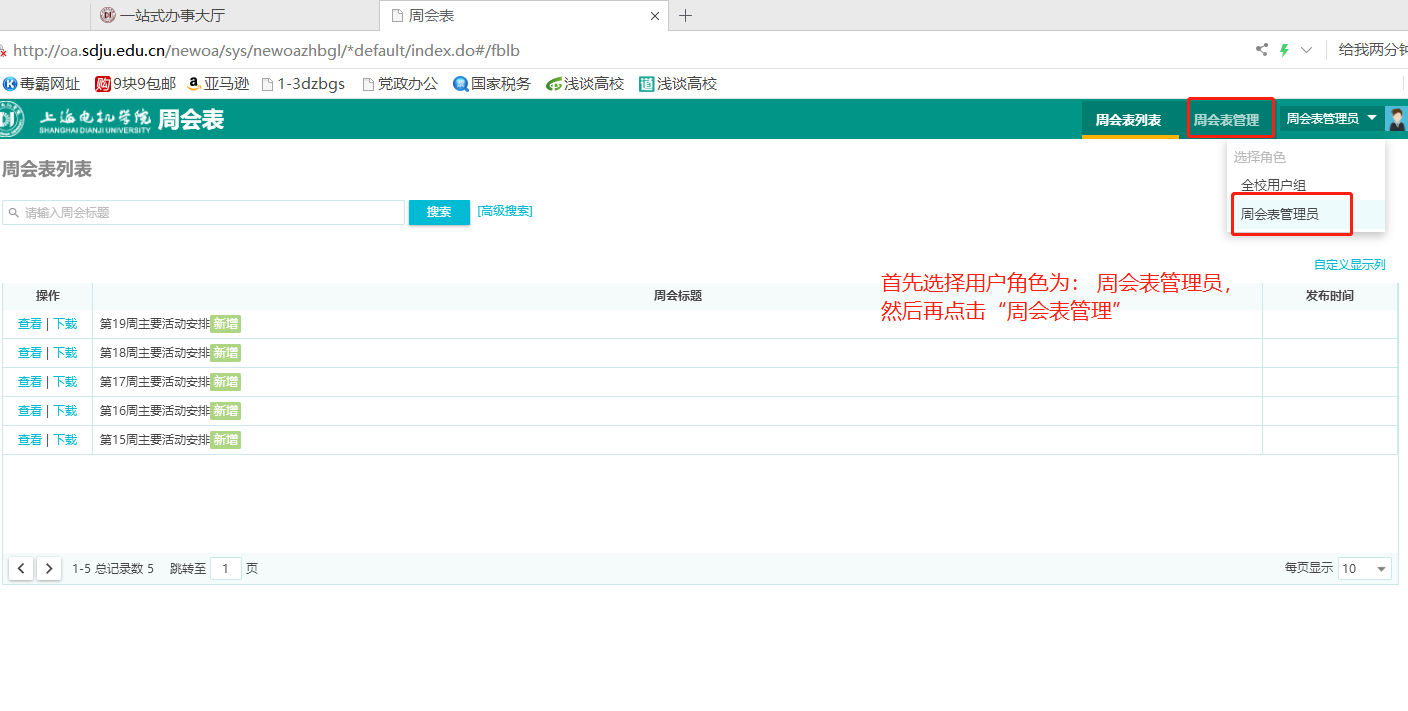 一站式办事大厅
周会表
http://oa.sdju.edu.cn/newoa/sys/newoazhbgl/*default/index.do#/fblb
给我两分钟
毒霸网址
9块9包邮
亚马逊
1-3dzbgs
党政办公
国家税务
浅谈高校
浅谈高校
上海电机学院
SHANGHAI DIANJI UNIVERSITY
周会表
周会表列表
周会表管理
周会表管理员
选择角色
全校用户组
周会表管理员
周会表列表
请输入周会标题
搜索
[高级搜索]
自定义显示列
首先选择用户角色为： 周会表管理员，
然后再点击“周会表管理”
操作 周会标题 发布时间
查看 | 下载 第19周主要活动安排 新增
查看 | 下载 第18周主要活动安排 新增
查看 | 下载 第17周主要活动安排 新增
查看 | 下载 第16周主要活动安排 新增
查看 | 下载 第15周主要活动安排 新增
1-5 总记录数 5 跳转至 1 页
每页显示 10